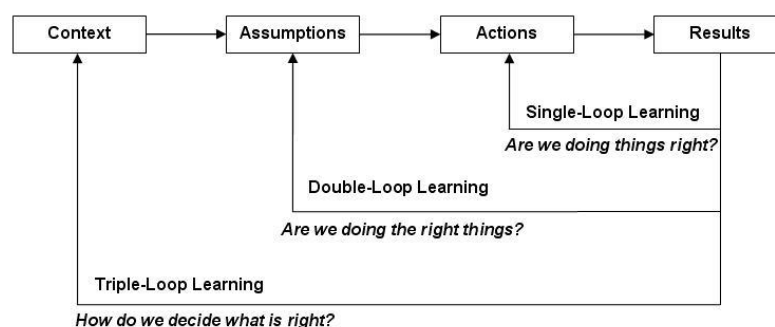 Context
Assumptions
Actions
Results
Single-Loop Learning
Are we doing things right?
Double-Loop Learning
Are we doing the right things?
Triple-Loop Learning
How do we decide what is right?